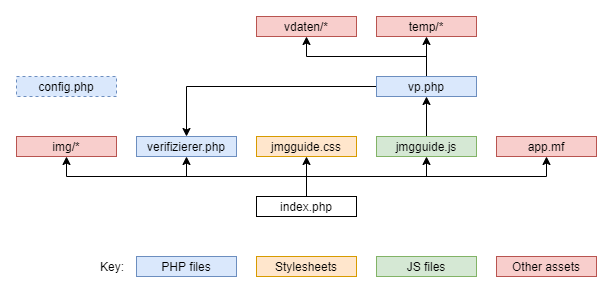 vdaten/*
temp/*
config.php
vp.php
img/*
verifizierer.php
jmgguide.css
jmgguide.js
app.mf
index.php
Key:
PHP files
Stylesheets
JS files
Other assets